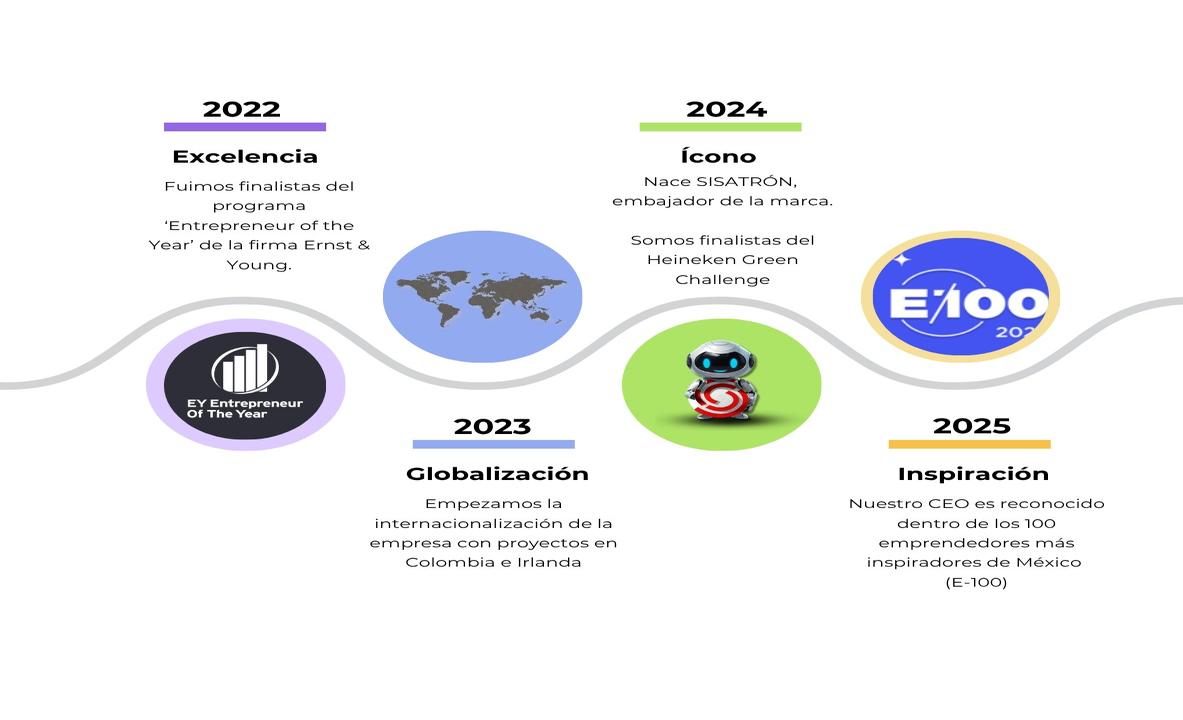 2022
Excelencia
Fuimos finalistas del
programa
‘Entrepreneur of the
Year’ de la firma Ernst &
Young.
EY Entrepreneur
Of The Year
2023
Globalización
Empezamos la
internacionalización de la
empresa con proyectos en
Colombia e Irlanda
2024
Ícono
Nace SISATRÓN,
embajador de la marca.
Somos finalistas del
Heineken Green
Challenge
E/100
202
2025
Inspiración
Nuestro CEO es reconocido
dentro de los 100
emprendedores más
inspiradores de México
(E-100)